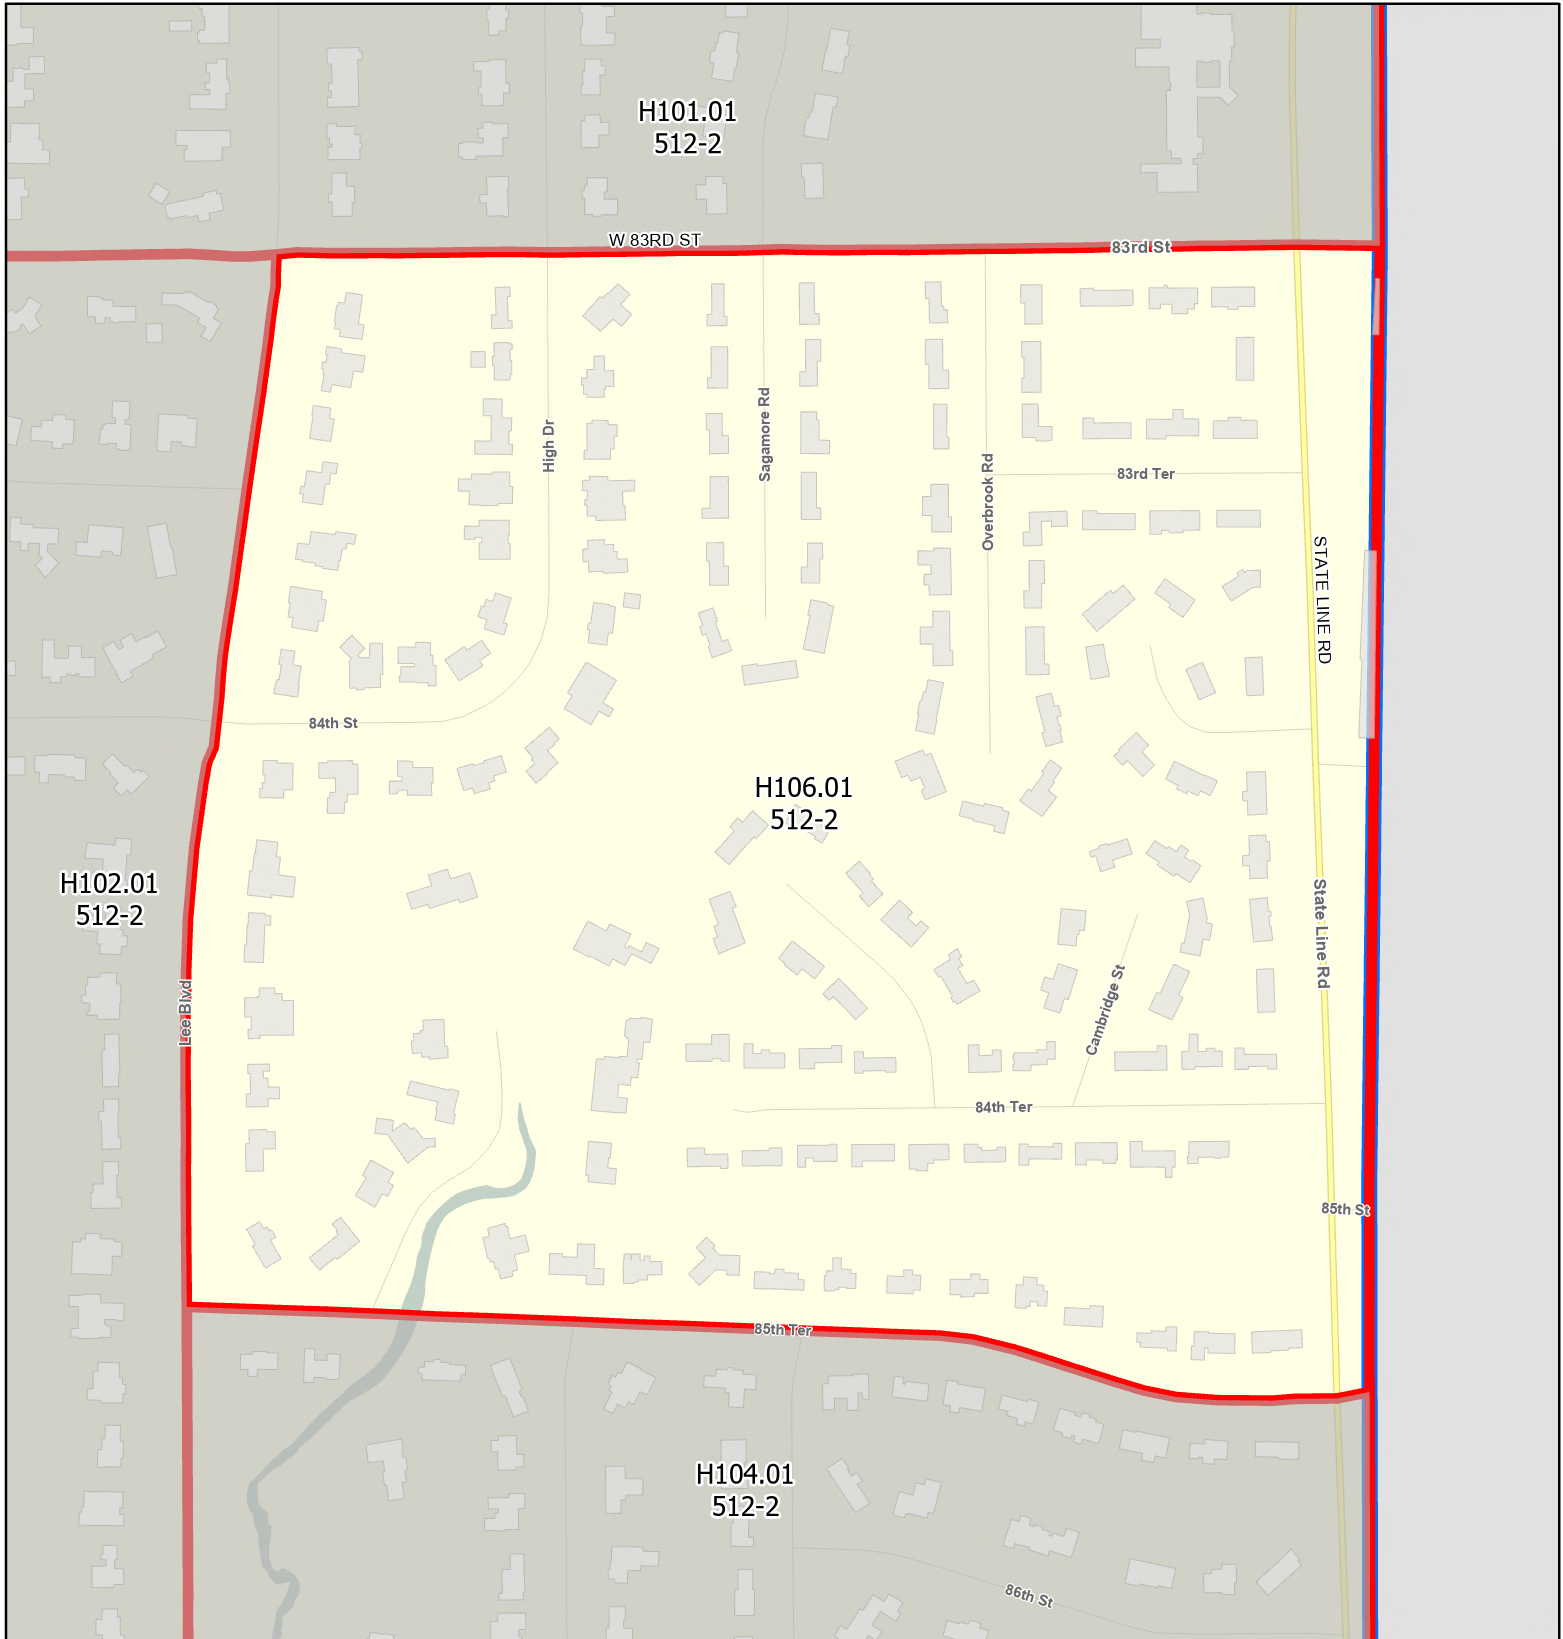 H101.01
512-2
W 83RD ST
83rd St
High Dr
Sagamore Rd
Overbrook Rd
83rd Ter
STATE LINE RD
84th St
H106.01
512-2
H102.01
512-2
State Line Rd
Lee Blvd
Cambridge St
84th Ter
85th St
85th Ter
H104.01
512-2
86th St